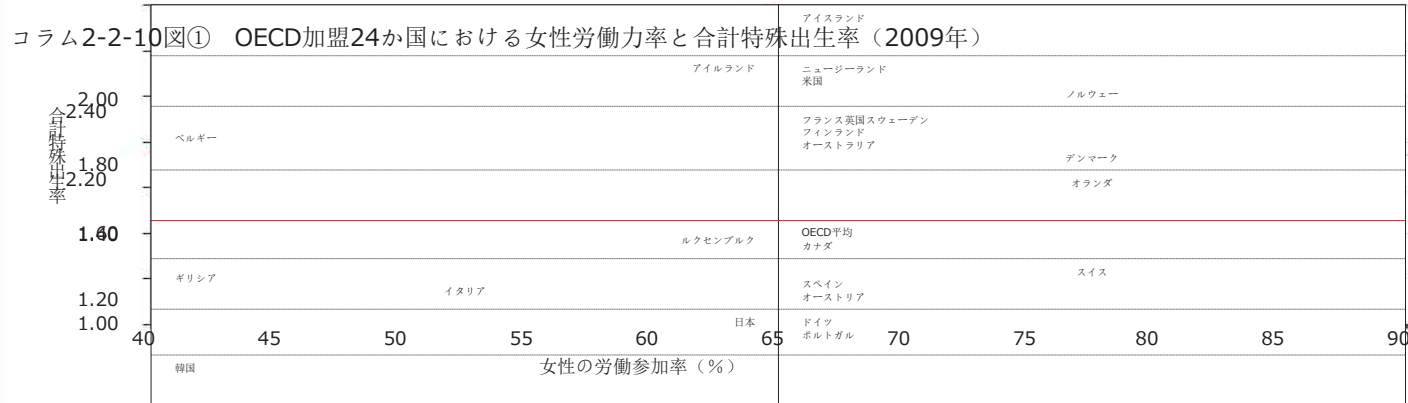 コラム2-2-10図① OECD加盟24か国における女性労働力率と合計特殊出生率（2009年）
合計特殊出生率
2.00
2.40
1.80
2.20
1.60
1.40
1.20
1.00
アイスランド
アイルランド
ニュージーランド
米国
ノルウェー
ベルギー
フランス英国スウェーデン
フィンランド
オーストラリア
デンマーク
オランダ
ルクセンブルク
OECD平均
カナダ
ギリシア
イタリア
スペイン
オーストリア
スイス
日本
ドイツ
ポルトガル
40 45 50 55 60 65 70 75 80 85 90
韓国
女性の労働参加率（%）